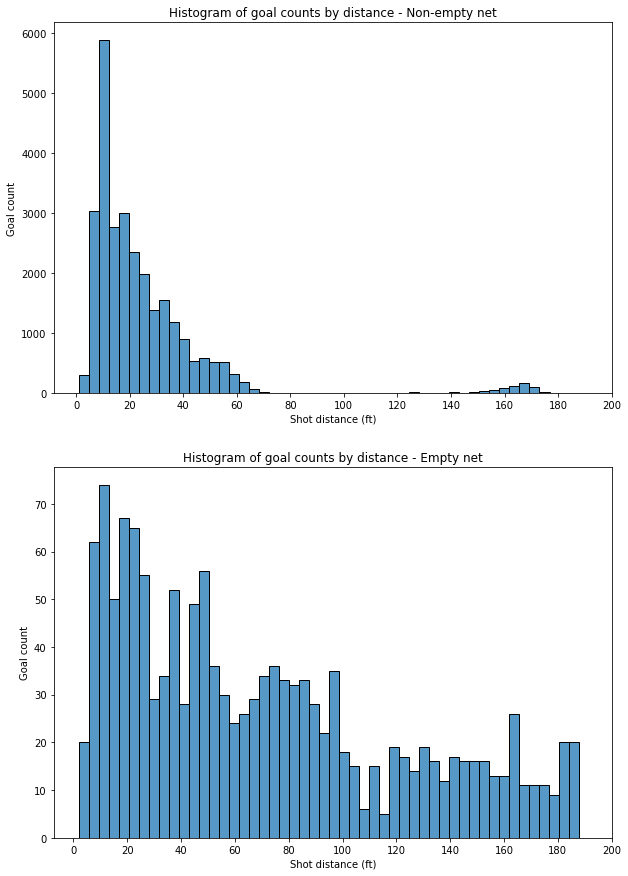 Histogram of goal counts by distance - Non-empty net
6000
5000
4000
3000
2000
1000
0
Goal count
0 20 40 60 80 100 120 140 160 180 200
Shot distance (ft)
Histogram of goal counts by distance - Empty net
70
60
50
40
30
20
10
0
Goal count
0 20 40 60 80 100 120 140 160 180 200
Shot distance (ft)